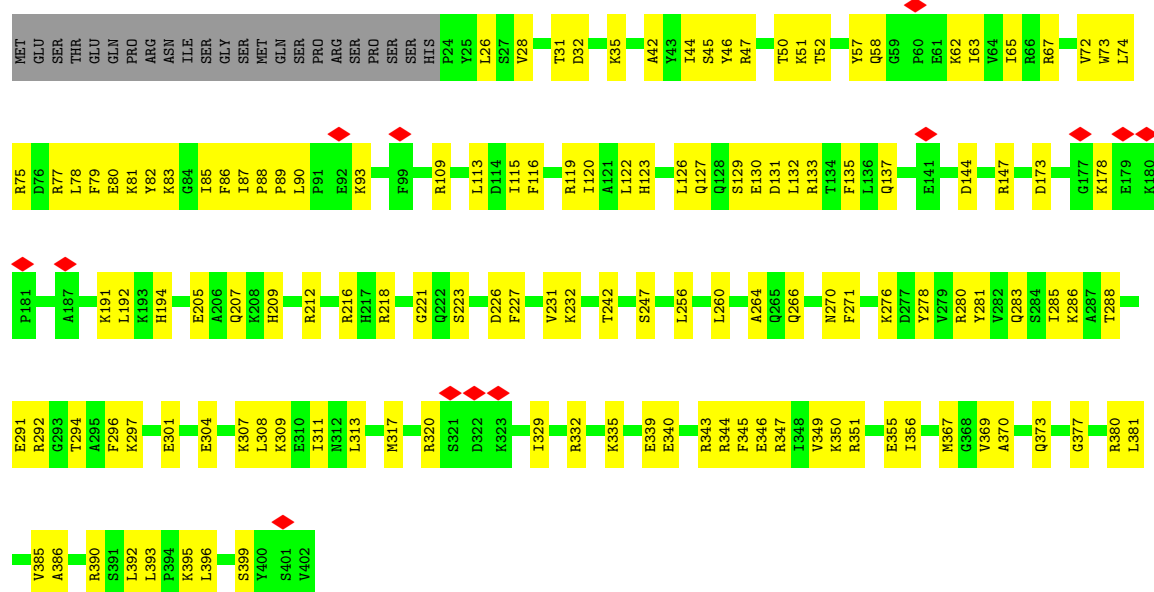 MET GLU SER THR GLU GLN PRO ARG ASN ILE SER GLY SER MET GLN SER PRO ARG SER PRO SER SER HIS P24 Y25 L26 S27 V28 T31 D32 K35 A42 Y43 I44 S45 Y46 R47 T50 K51 T52 Y57 Q58 G59 P60 E61 K62 I63 V64 I65 R66 R67 V72 W73 L74
R75 D76 R77 L78 F79 E80 K81 Y82 K83 G84 I85 F86 I87 P88 P89 L90 P91 E92 K93 F99 R109 L113 D114 I115 F116 R119 I120 A121 L122 H123 L126 Q127 Q128 S129 E130 D131 L132 R133 T134 F135 L136 Q137 E141 D144 R147 D173 G177 K178 E179 K180
P181 A187 K191 L192 K193 H194 E205 A206 Q207 K208 H209 R212 R216 H217 R218 G221 Q222 S223 D226 F227 V231 K232 T242 S247 L256 L260 A264 Q265 Q266 N270 F271 K276 D277 Y278 V279 R280 Y281 V282 Q283 S284 I285 K286 A287 T288
E291 R292 G293 T294 A295 F296 K297 E301 E304 K307 L308 K309 E310 I311 N312 L313 M317 R320 S321 D322 K323 I329 R332 K335 E339 E340 R343 R344 F345 E346 R347 I348 V349 K350 R351 E355 I356 M367 G368 V369 A370 Q373 G377 R380 L381
V385 A386 R390 S391 L392 L393 P394 K395 L396 S399 Y400 S401 V402